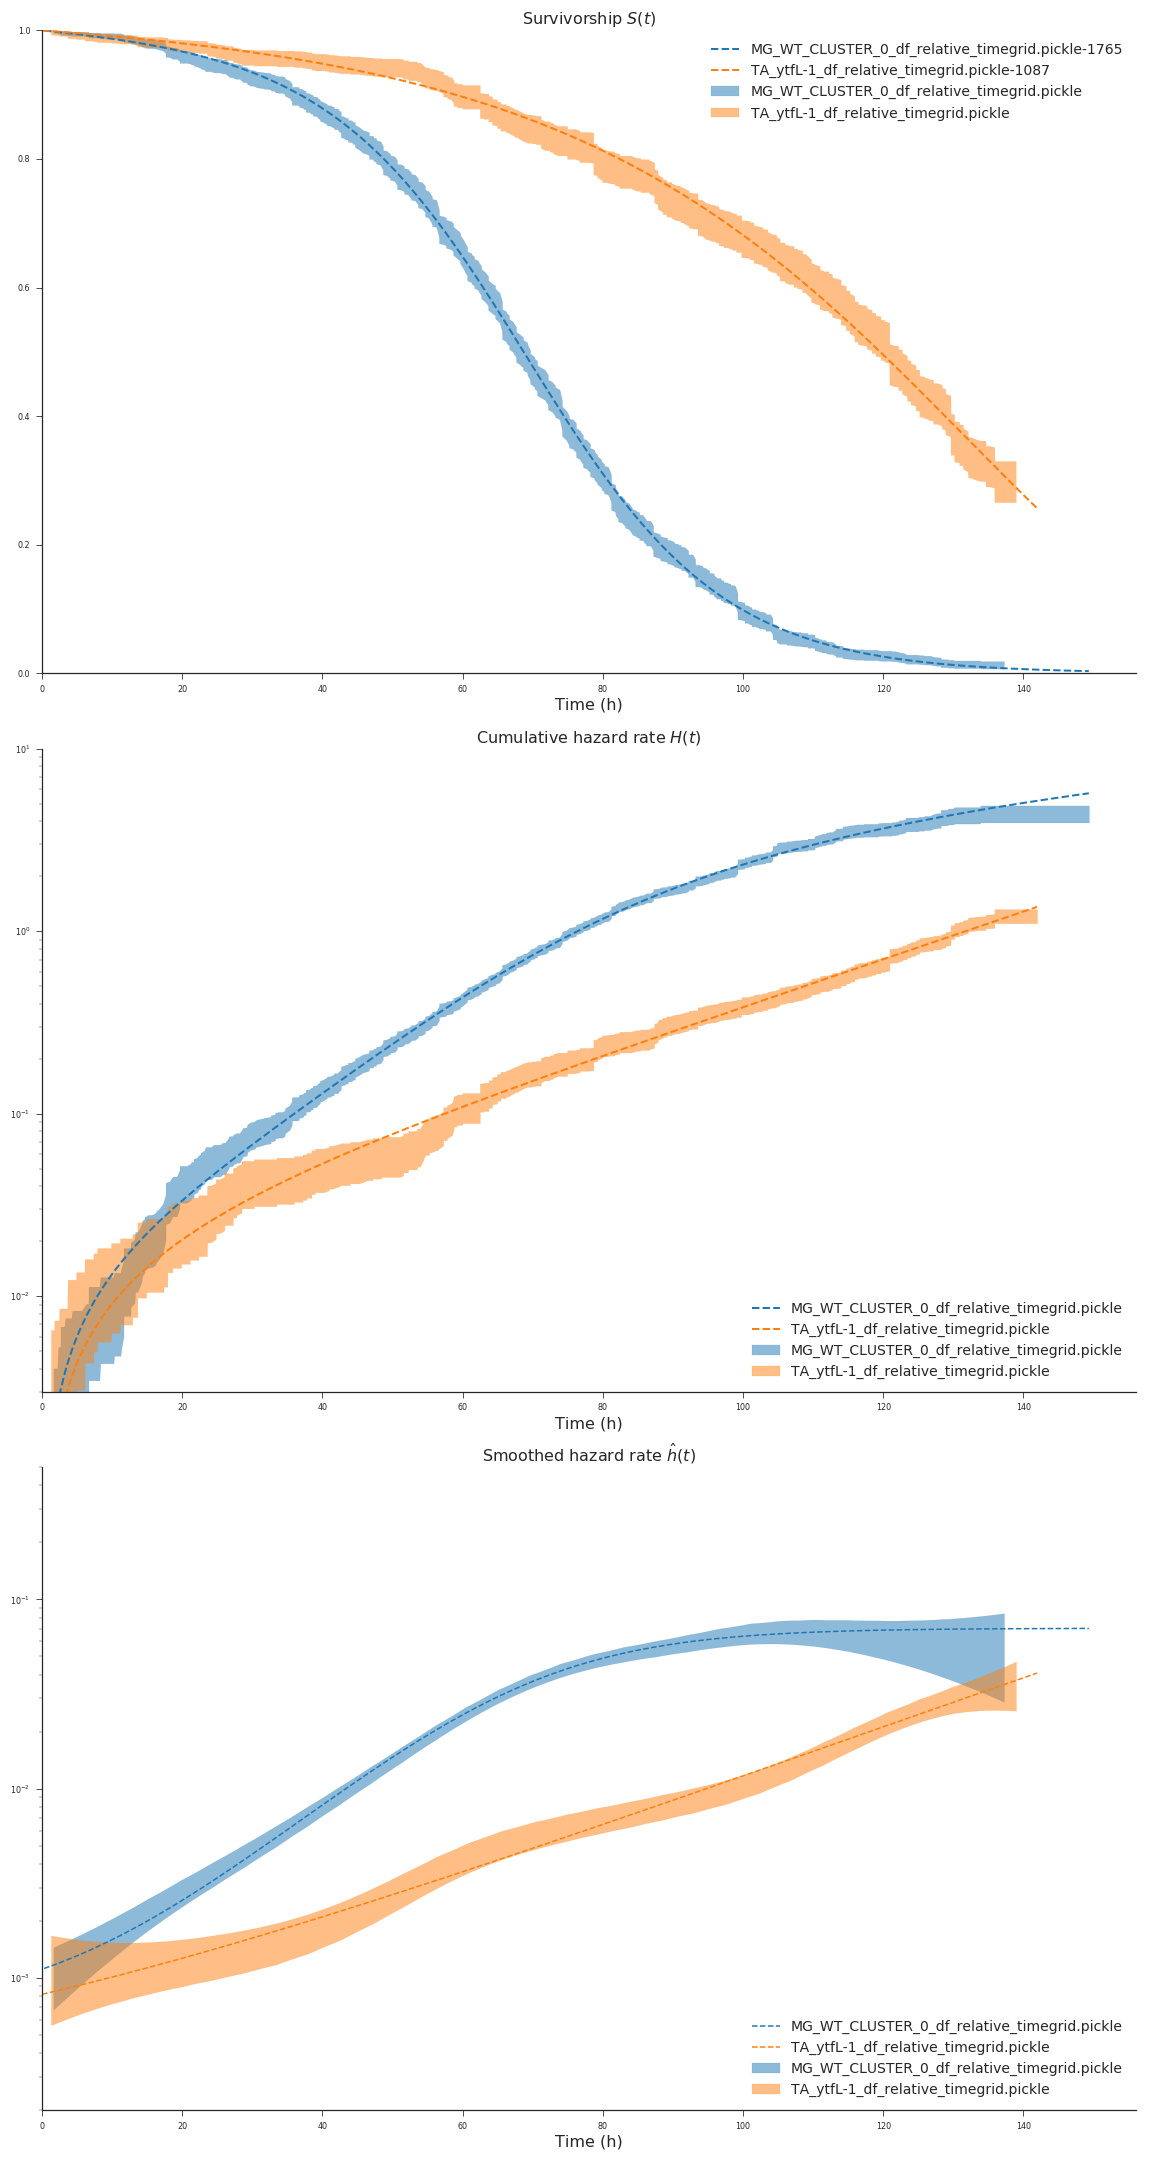 Survivorship S(t)
1.0
0.8
0.6
0.4
0.2
0.0
MG_WT_CLUSTER_0_df_relative_timegrid.pickle-1765
TA_ytfL-1_df_relative_timegrid.pickle-1087
MG_WT_CLUSTER_0_df_relative_timegrid.pickle
TA_ytfL-1_df_relative_timegrid.pickle
0 20 40 60 80 100 120 140
Time (h)
Cumulative hazard rate H(t)
10¹
10⁰
10⁻¹
10⁻²
MG_WT_CLUSTER_0_df_relative_timegrid.pickle
TA_ytfL-1_df_relative_timegrid.pickle
MG_WT_CLUSTER_0_df_relative_timegrid.pickle
TA_ytfL-1_df_relative_timegrid.pickle
0 20 40 60 80 100 120 140
Time (h)
Smoothed hazard rate ĥ(t)
10⁻¹
10⁻²
10⁻³
MG_WT_CLUSTER_0_df_relative_timegrid.pickle
TA_ytfL-1_df_relative_timegrid.pickle
MG_WT_CLUSTER_0_df_relative_timegrid.pickle
TA_ytfL-1_df_relative_timegrid.pickle
0 20 40 60 80 100 120 140
Time (h)